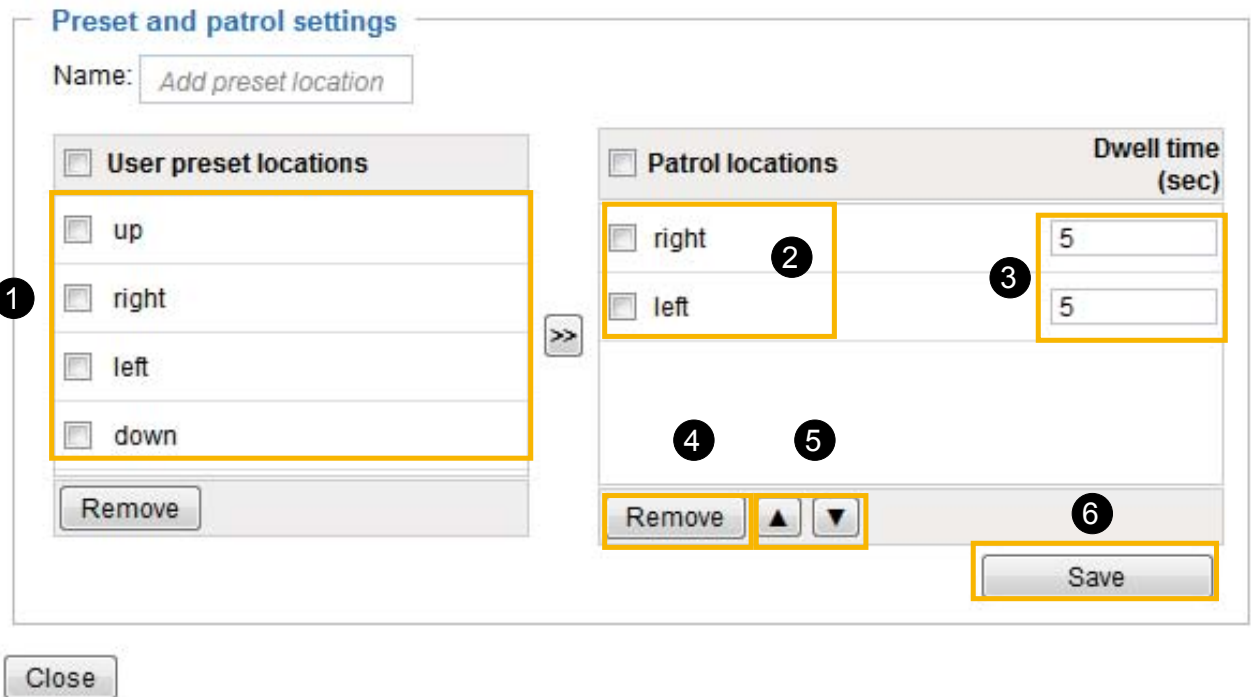 Preset and patrol settings
Name: Add preset location
User preset locations
up
1
right
left
down
Remove
>>
Patrol locations
Dwell time
(sec)
right
2
5
3
left
5
4
5
Remove ▲ ▼
6
Save
Close